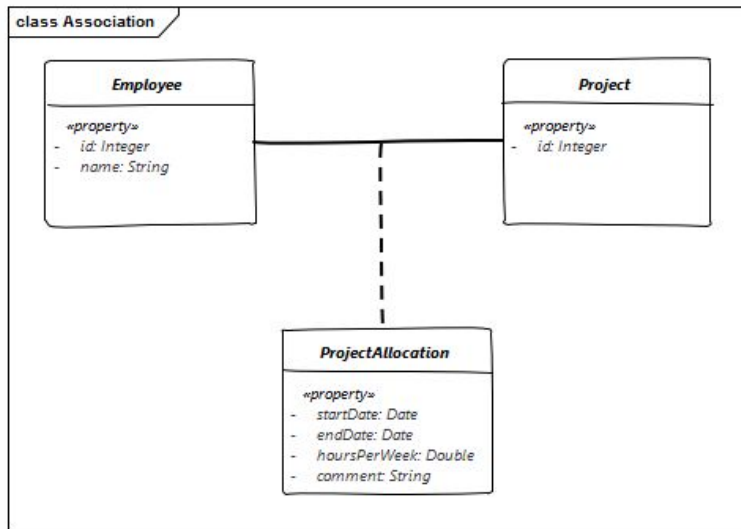 class Association
Employee
«property»
- id: Integer
- name: String
Project
«property»
- id: Integer
ProjectAllocation
«property»
- startDate: Date
- endDate: Date
- hoursPerWeek: Double
- comment: String